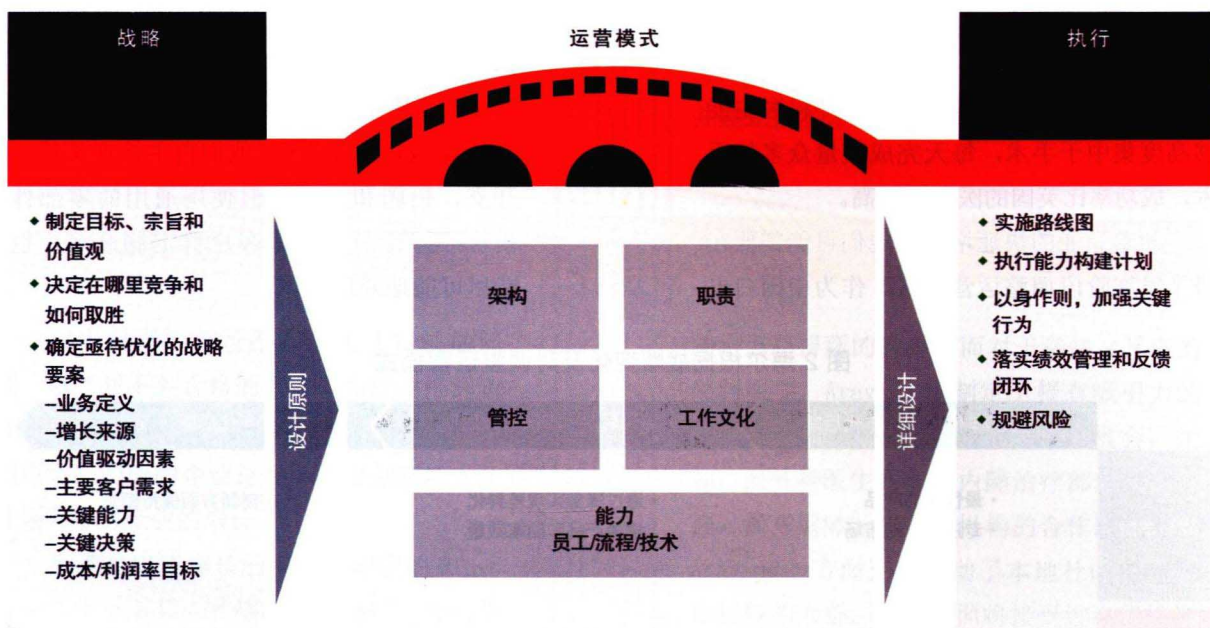 战略
运营模式
执行
◆ 制定目标、宗旨和
价值观
◆ 决定在哪里竞争和
如何取胜
◆ 确定亟待优化的战略
要案
–业务定义
–增长来源
–价值驱动因素
–主要客户需求
–关键能力
–关键决策
–成本/利润率目标
设计原则
架构
职责
管控
工作文化
能力
员工/流程/技术
详细设计
◆ 实施路线图
◆ 执行能力构建计划
◆ 以身作则，加强关键
行为
◆ 落实绩效管理和反馈
闭环
◆ 规避风险